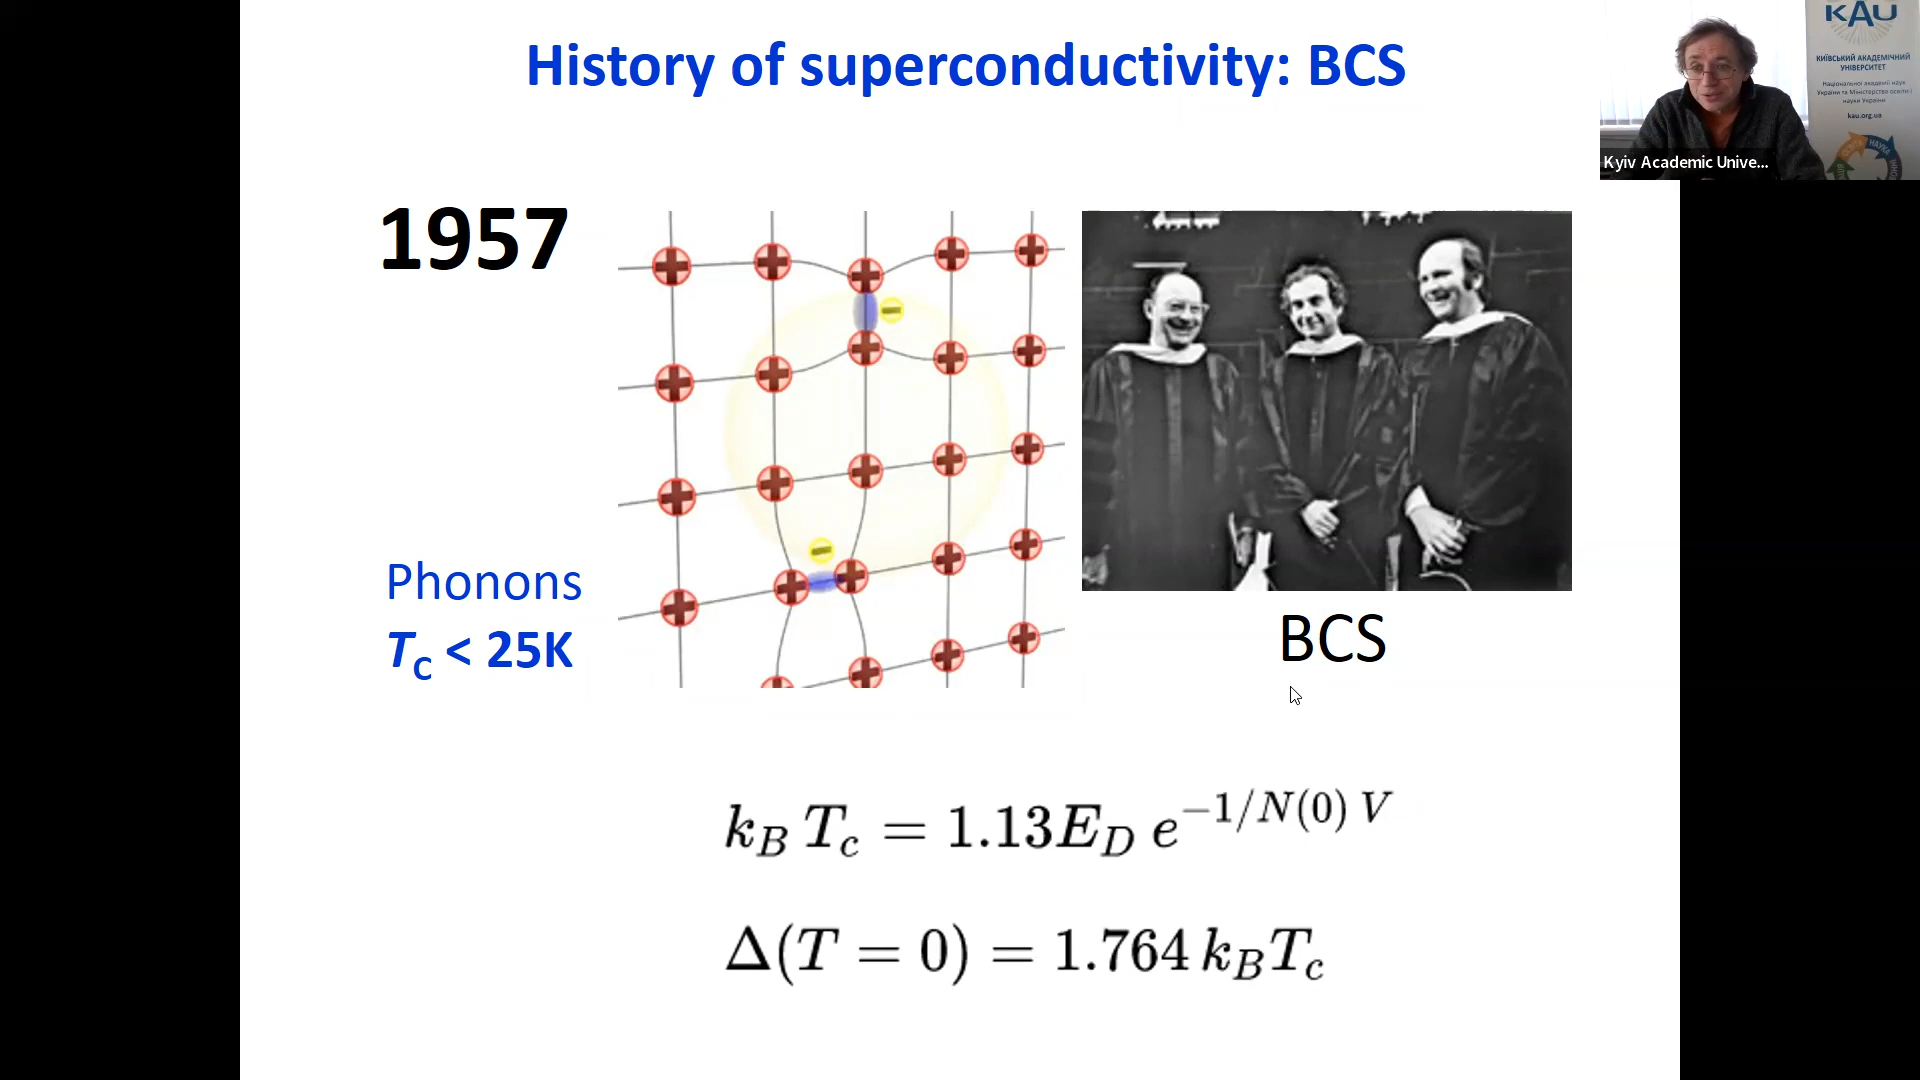 History of superconductivity: BCS
KAU
КИЇВСЬКИЙ АКАДЕМІЧНИЙ
УНІВЕРСИТЕТ
Національної академії наук
України та Міністерства освіти і
науки України
kau.org.ua
НАУКА
Kyiv Academic Unive...
1957
Phonons
T_C < 25K
BCS
k_B T_c = 1.13E_D e^{-1/N(0) V}
Δ(T = 0) = 1.764 k_B T_c